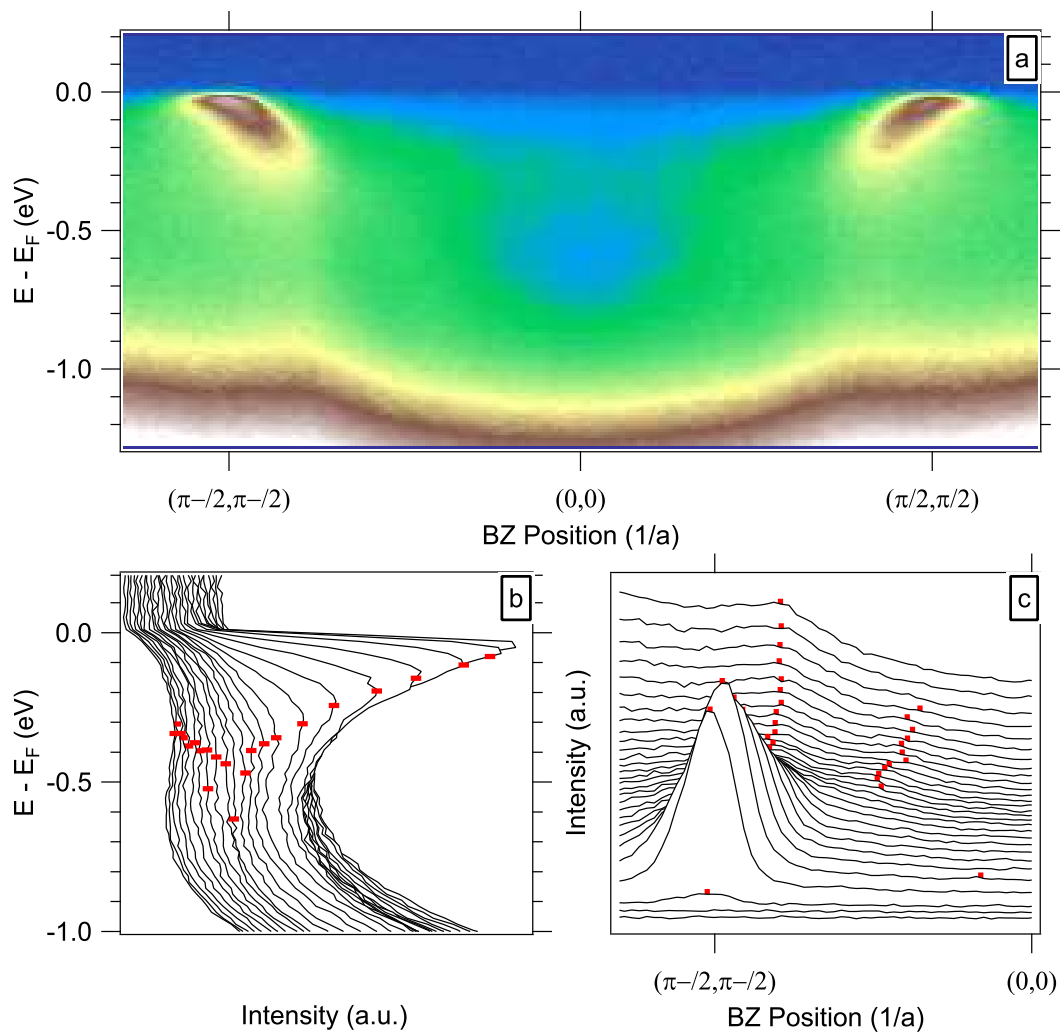 a
0.0
-0.5
-1.0
E - E_F (eV)
(π−/2,π−/2) (0,0) (π/2,π/2)
BZ Position (1/a)
b
0.0
-0.5
-1.0
E - E_F (eV)
Intensity (a.u.)
c
Intensity (a.u.)
(π−/2,π−/2) (0,0)
BZ Position (1/a)